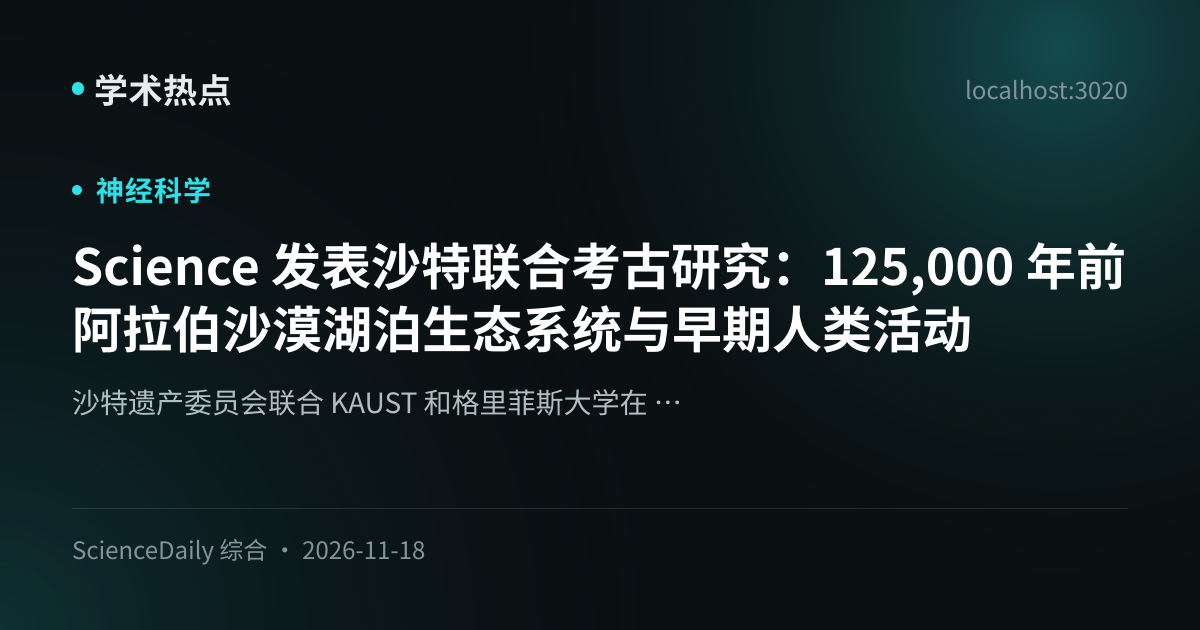 学术热点
localhost:3020
神经科学
Science 发表沙特联合考古研究：125,000 年前
阿拉伯沙漠湖泊生态系统与早期人类活动
沙特遗产委员会联合 KAUST 和格里菲斯大学在 …
ScienceDaily 综合 · 2026-11-18